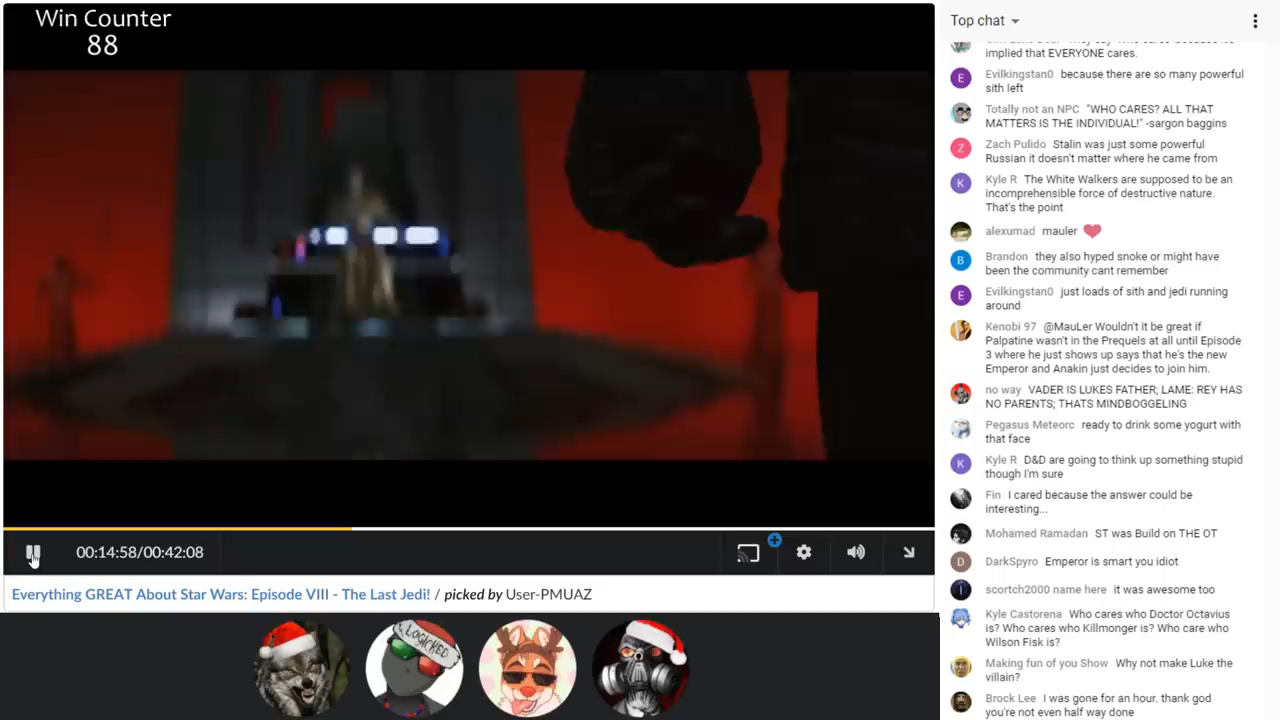 Win Counter
88
00:14:58/00:42:08
Everything GREAT About Star Wars: Episode VIII - The Last Jedi! / picked by User-PMUAZ
LOGICKED
Top chat
implied that EVERYONE cares.
Evilkingstan0 because there are so many powerful
sith left
Totally not an NPC "WHO CARES? ALL THAT
MATTERS IS THE INDIVIDUAL!" -sargon baggins
Zach Pulido Stalin was just some powerful
Russian it doesn't matter where he came from
Kyle R The White Walkers are supposed to be an
incomprehensible force of destructive nature.
That's the point
alexumad mauler
Brandon they also hyped snoke or might have
been the community cant remember
Evilkingstan0 just loads of sith and jedi running
around
Kenobi 97 @MauLer Wouldn't it be great if
Palpatine wasn't in the Prequels at all until Episode
3 where he just shows up says that he's the new
Emperor and Anakin just decides to join him.
no way VADER IS LUKES FATHER; LAME: REY HAS
NO PARENTS; THATS MINDBOGGELING
Pegasus Meteorc ready to drink some yogurt with
that face
Kyle R D&D are going to think up something stupid
though I'm sure
Fin I cared because the answer could be
interesting...
Mohamed Ramadan ST was Build on THE OT
DarkSpyro Emperor is smart you idiot
scortch2000 name here it was awesome too
Kyle Castorena Who cares who Doctor Octavius
is? Who cares who Killmonger is? Who care who
Wilson Fisk is?
Making fun of you Show Why not make Luke the
villain?
Brock Lee I was gone for an hour. thank god
you're not even half way done